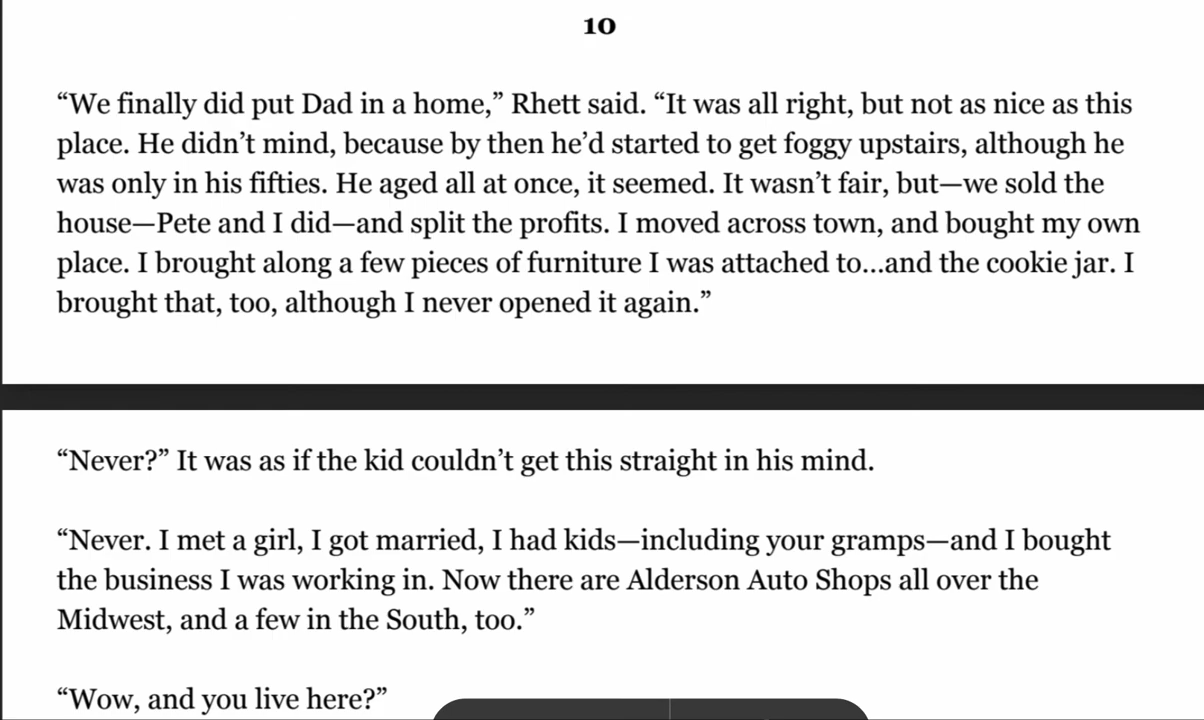 10
“We finally did put Dad in a home,” Rhett said. “It was all right, but not as nice as this
place. He didn’t mind, because by then he’d started to get foggy upstairs, although he
was only in his fifties. He aged all at once, it seemed. It wasn’t fair, but—we sold the
house—Pete and I did—and split the profits. I moved across town, and bought my own
place. I brought along a few pieces of furniture I was attached to...and the cookie jar. I
brought that, too, although I never opened it again.”
“Never?” It was as if the kid couldn’t get this straight in his mind.
“Never. I met a girl, I got married, I had kids—including your gramps—and I bought
the business I was working in. Now there are Alderson Auto Shops all over the
Midwest, and a few in the South, too.”
“Wow, and you live here?”